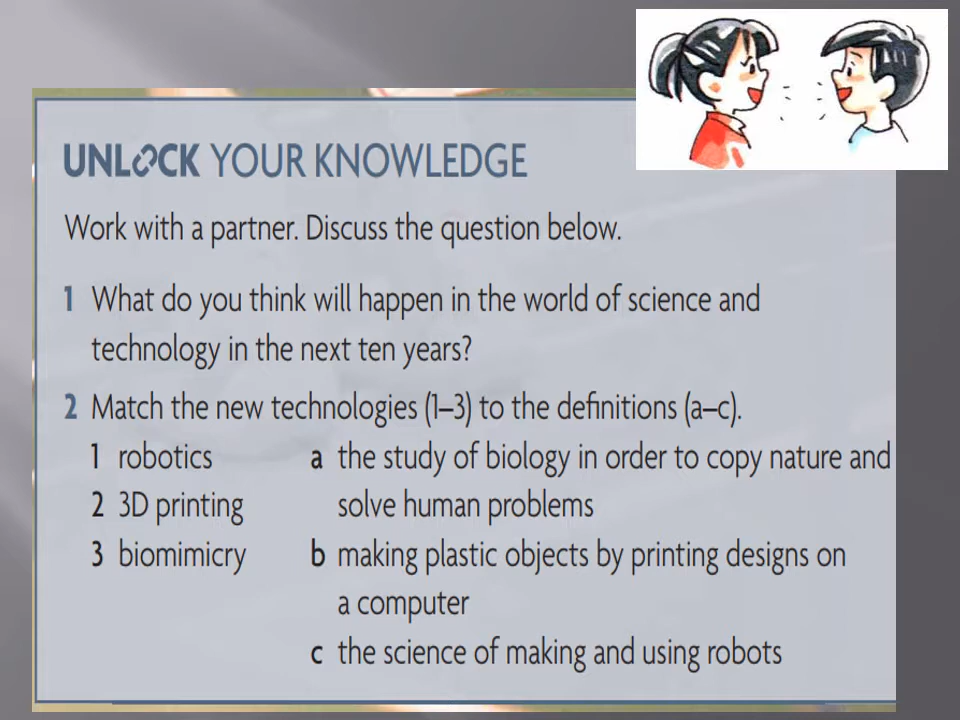 UNLOCK YOUR KNOWLEDGE
Work with a partner. Discuss the question below.
1 What do you think will happen in the world of science and
technology in the next ten years?
2 Match the new technologies (1–3) to the definitions (a–c).
1 robotics
2 3D printing
3 biomimicry
a the study of biology in order to copy nature and
solve human problems
b making plastic objects by printing designs on
a computer
c the science of making and using robots